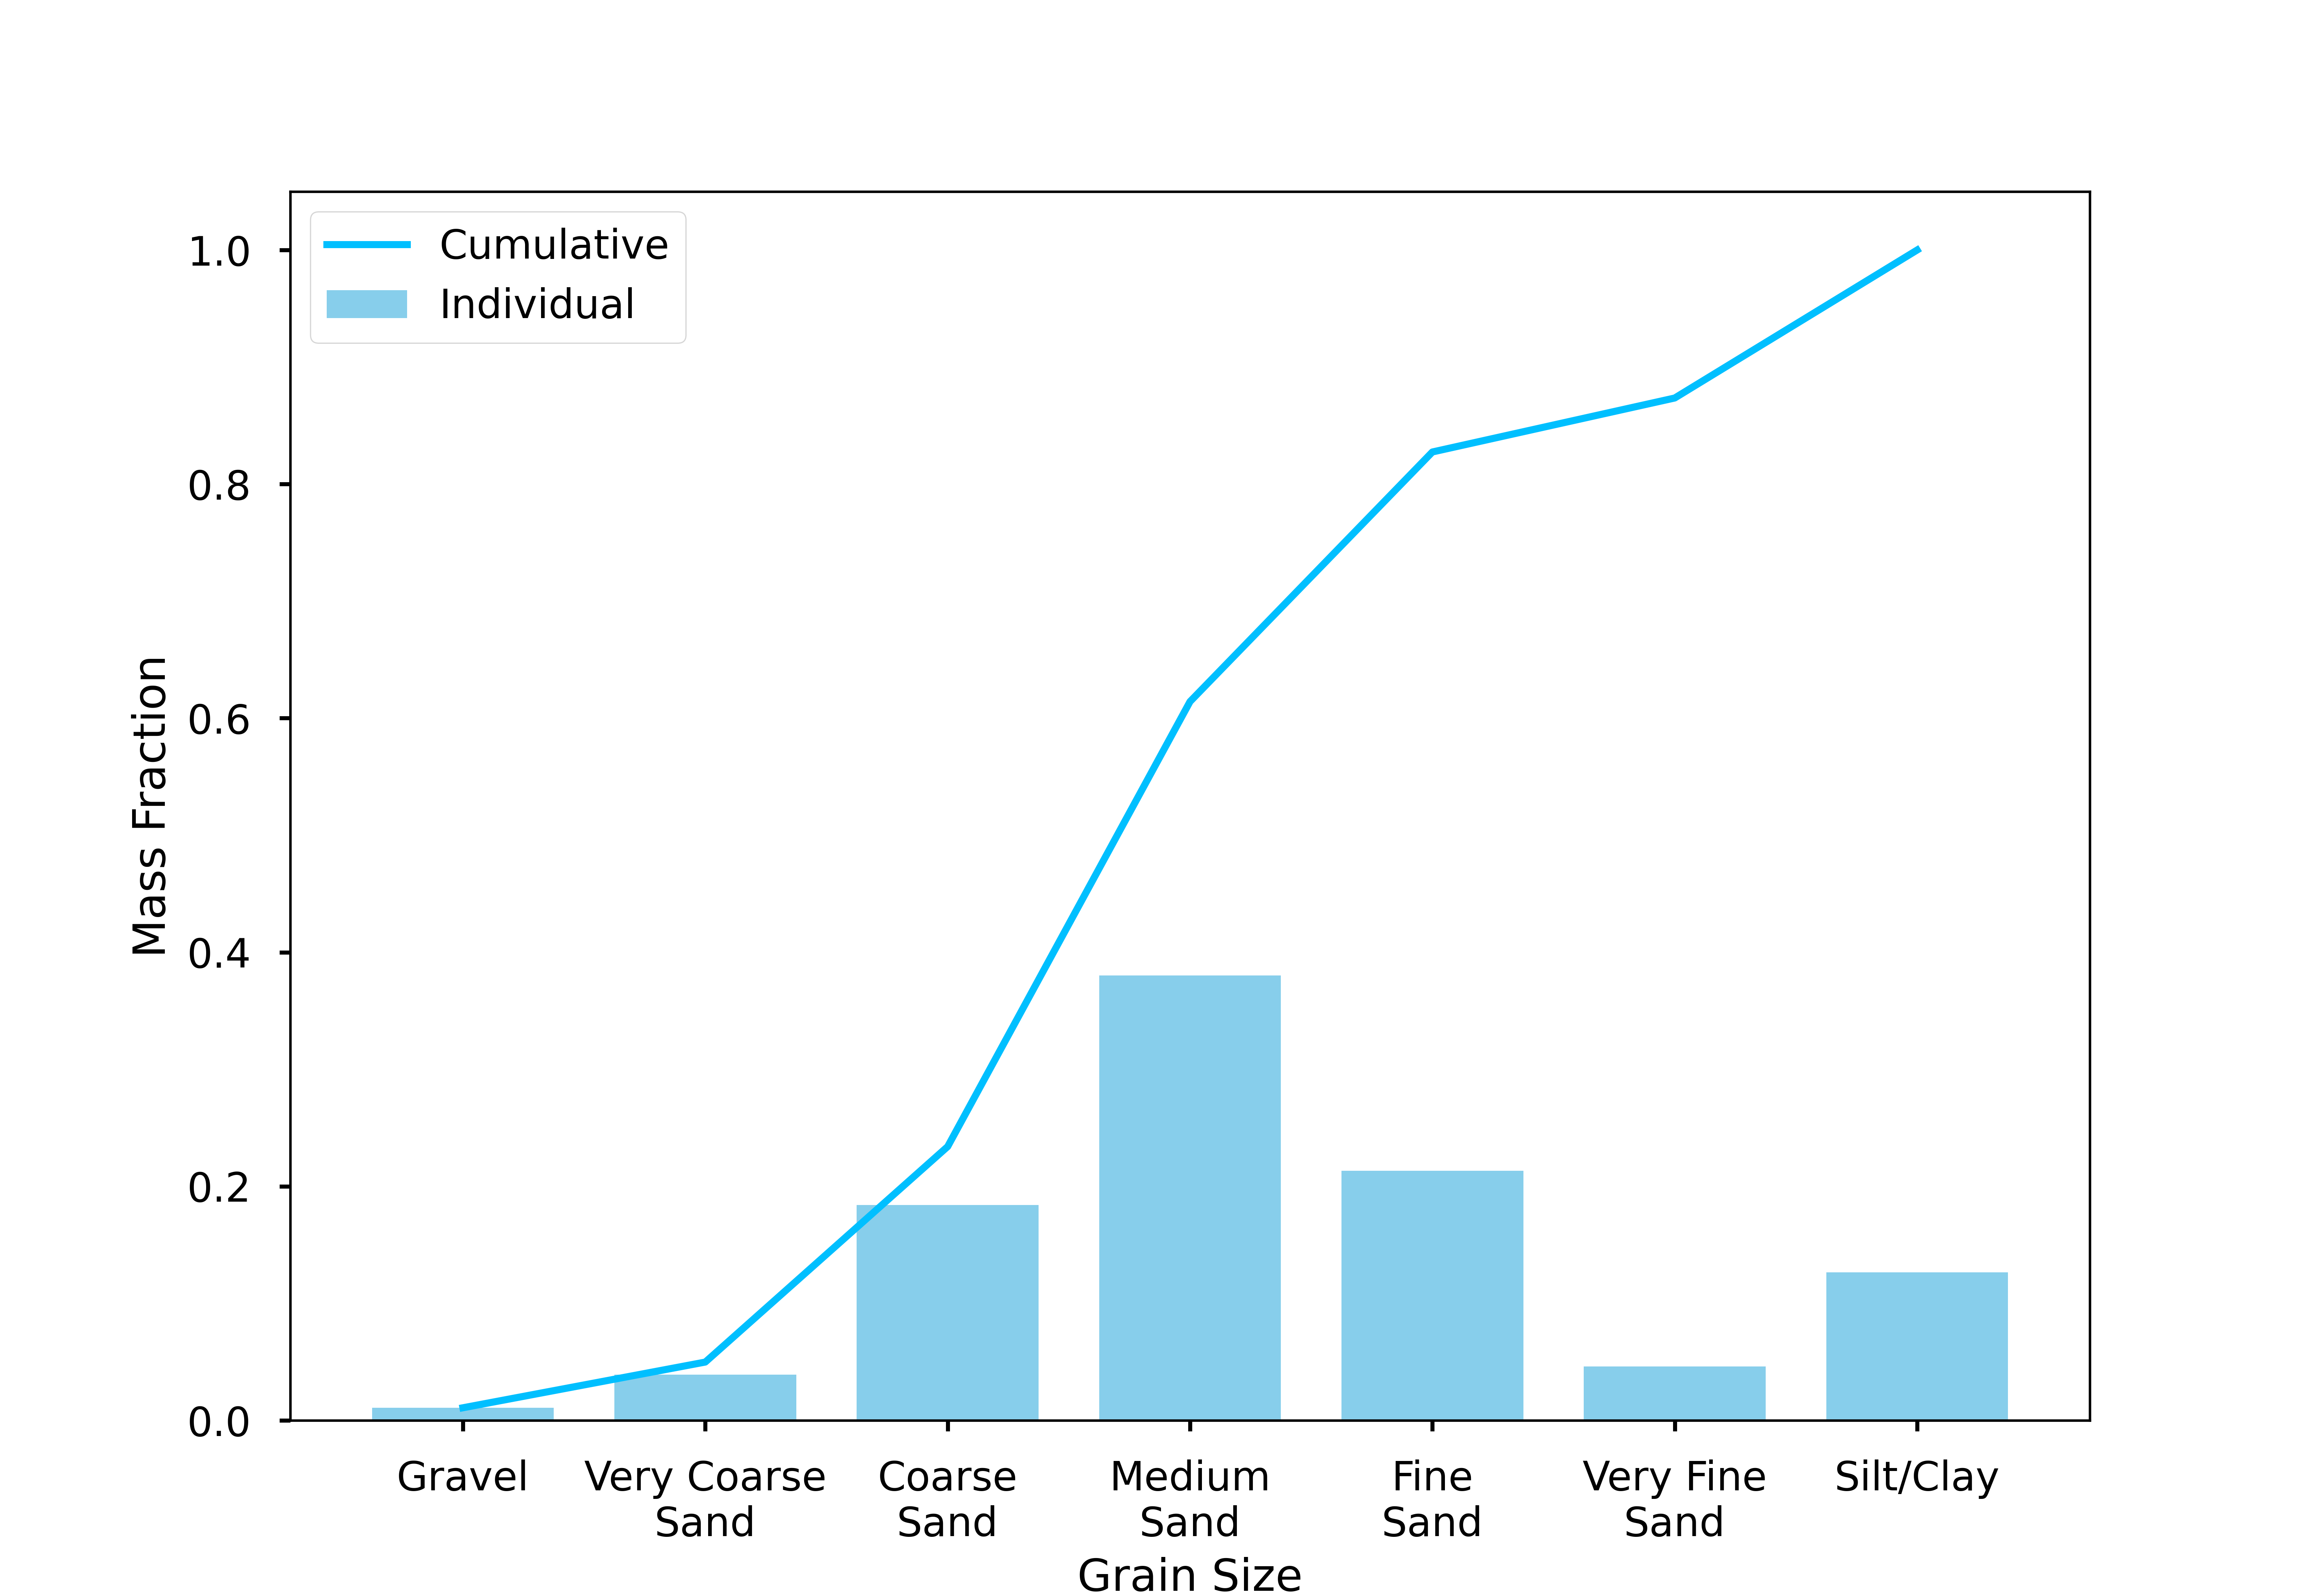 Cumulative
Individual
1.0
0.8
0.6
0.4
0.2
0.0
Mass Fraction
Gravel
Very Coarse
Sand
Coarse
Sand
Medium
Sand
Fine
Sand
Very Fine
Sand
Silt/Clay
Grain Size